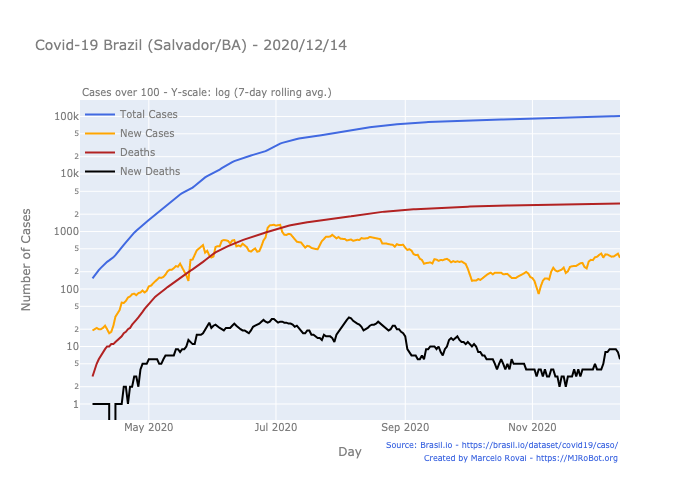 Covid-19 Brazil (Salvador/BA) - 2020/12/14
Cases over 100 - Y-scale: log (7-day rolling avg.)
Total Cases
New Cases
Deaths
New Deaths
100k
5
2
10k
5
2
1000
5
2
100
5
2
10
5
2
1
Number of Cases
May 2020
Jul 2020
Sep 2020
Nov 2020
Day
Source: Brasil.io - https://brasil.io/dataset/covid19/caso/
Created by Marcelo Rovai - https://MJRoBot.org